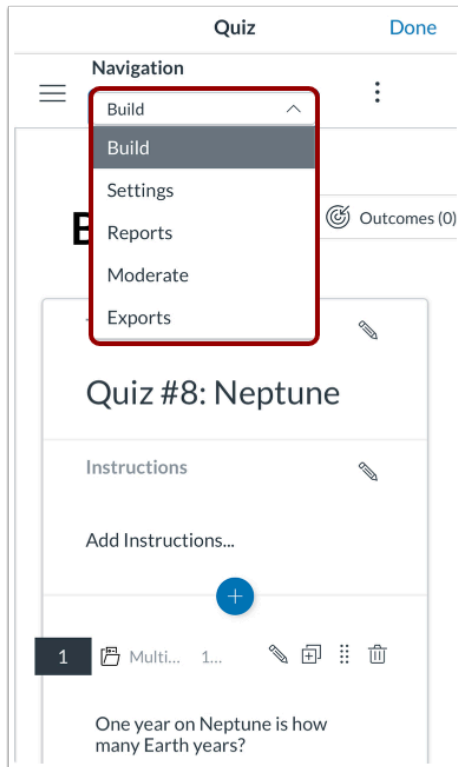 Quiz Done
Navigation
Build
Build
Settings
B Outcomes (0)
Reports
Moderate
Exports
Quiz #8: Neptune
Instructions
Add Instructions...
1 Multi... 1...
One year on Neptune is how
many Earth years?